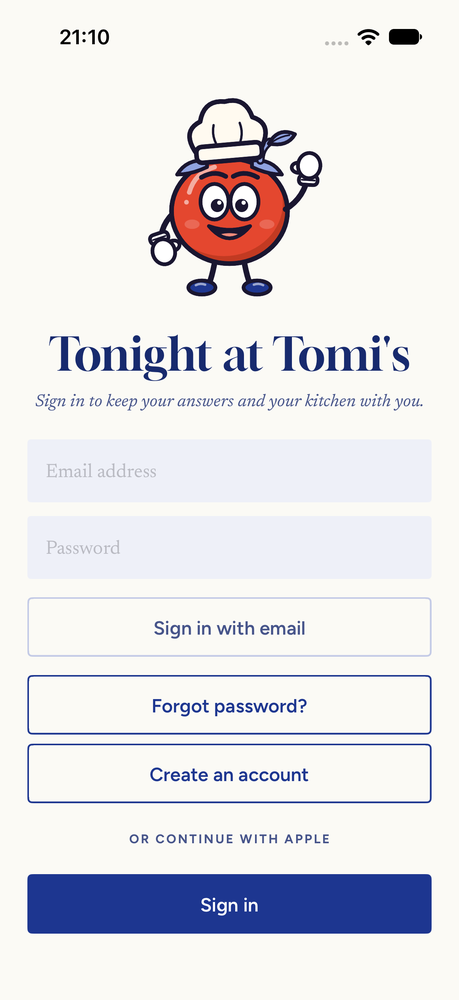 21:10
Tonight at Tomi's
Sign in to keep your answers and your kitchen with you.
Email address
Password
Sign in with email
Forgot password?
Create an account
OR CONTINUE WITH APPLE
Sign in